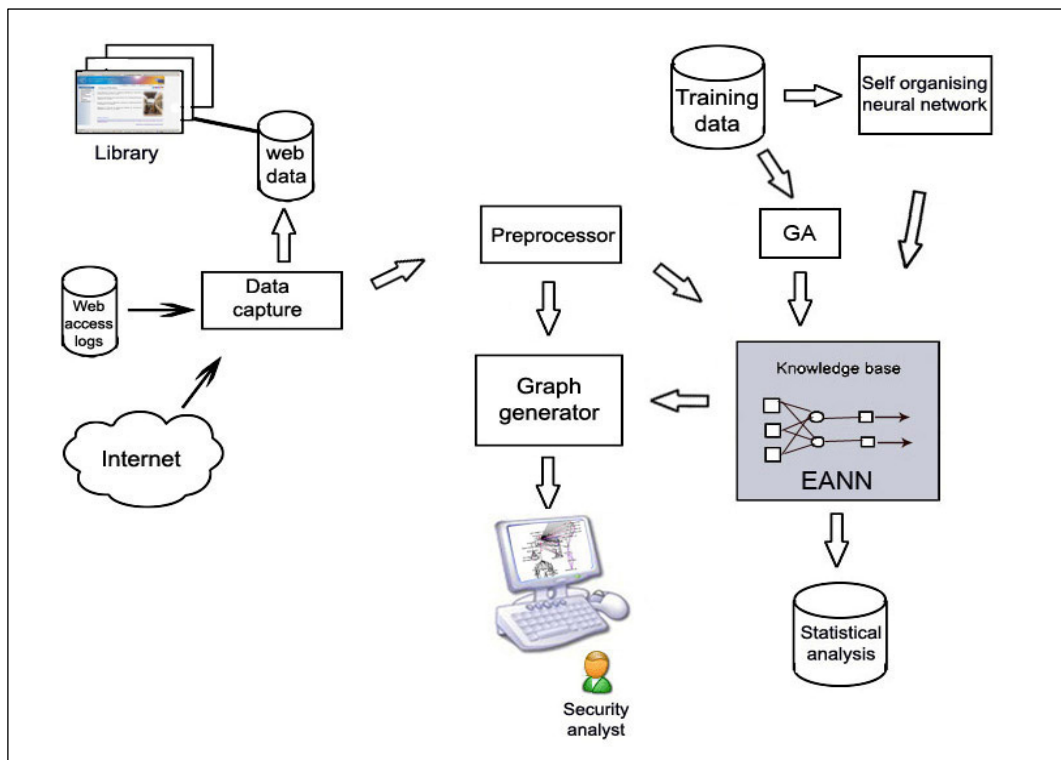 Library
web
data
Web
access
logs
Data
capture
Internet
Preprocessor
Graph
generator
Security
analyst
Training
data
Self organising
neural network
GA
Knowledge base
EANN
Statistical
analysis